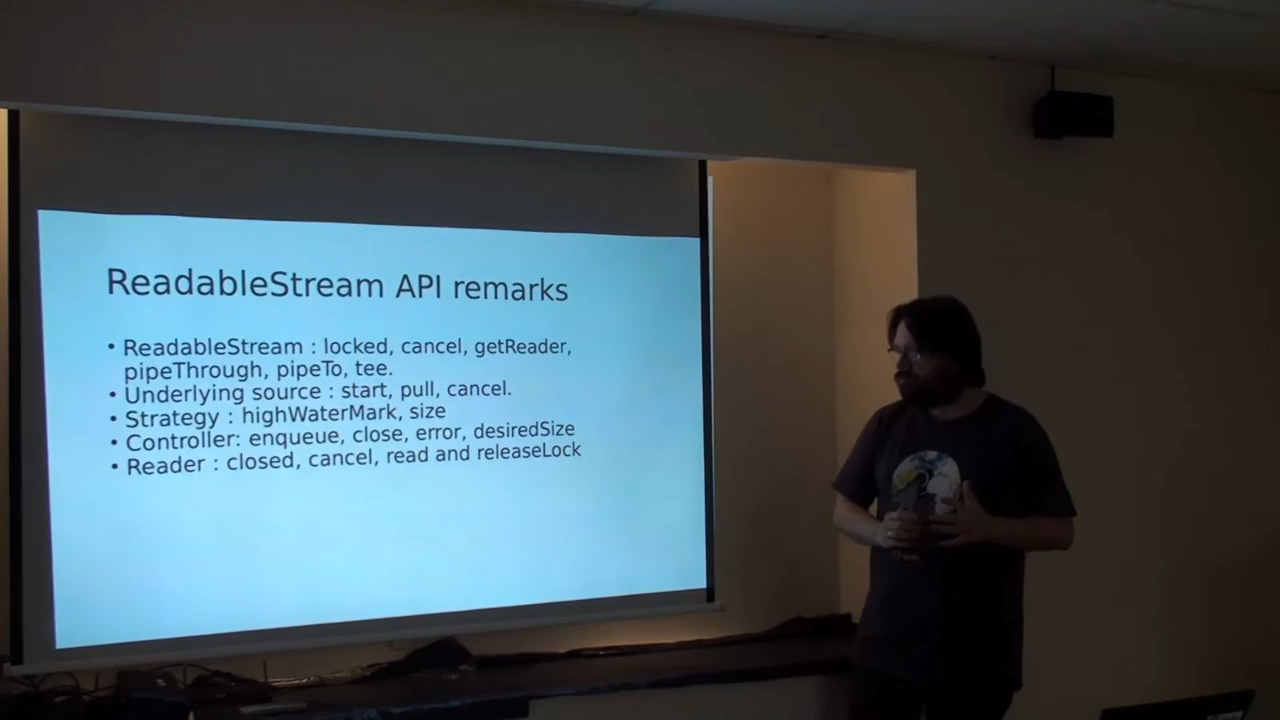 ReadableStream API remarks
• ReadableStream : locked, cancel, getReader,
pipeThrough, pipeTo, tee.
• Underlying source : start, pull, cancel.
• Strategy : highWaterMark, size
• Controller: enqueue, close, error, desiredSize
• Reader : closed, cancel, read and releaseLock